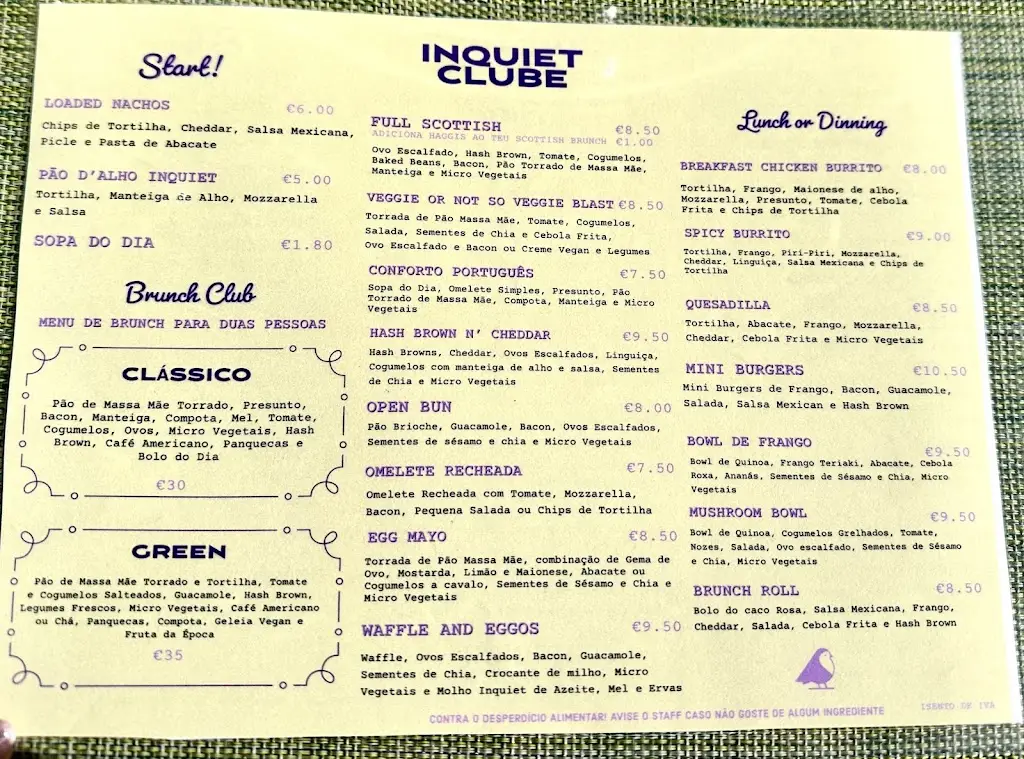 INQUIET
CLUBE
Start!
LOADED NACHOS €6.00
Chips de Tortilha, Cheddar, Salsa Mexicana,
Picle e Pasta de Abacate
PÃO D'ALHO INQUIET €5.00
Tortilha, Manteiga de Alho, Mozzarella
e Salsa
SOPA DO DIA €1.80
Brunch Club
MENU DE BRUNCH PARA DUAS PESSOAS
CLÁSSICO
Pão de Massa Mãe Torrado, Presunto,
Bacon, Manteiga, Compota, Mel, Tomate,
Cogumelos, Ovos, Micro Vegetais, Hash
Brown, Café Americano, Panquecas e
Bolo do Dia
€30
GREEN
Pão de Massa Mãe Torrado e Tortilha, Tomate
e Cogumelos Salteados, Guacamole, Hash Brown,
Legumes Frescos, Micro Vegetais, Café Americano
ou Chá, Panquecas, Compota, Geleia Vegan e
Fruta da Época
€35
FULL SCOTTISH €8.50
ADICIONA HAGGIS AO TEU SCOTTISH BRUNCH €1.00
Ovo Escalfado, Hash Brown, Tomate, Cogumelos,
Baked Beans, Bacon, Pão Torrado de Massa Mãe,
Manteiga e Micro Vegetais
VEGGIE OR NOT SO VEGGIE BLAST €8.50
Torrada de Pão Massa Mãe, Tomate, Cogumelos,
Salada, Sementes de Chia e Cebola Frita,
Ovo Escalfado e Bacon ou Creme Vegan e Legumes
CONFORTO PORTUGUÊS €7.50
Sopa do Dia, Omelete Simples, Presunto, Pão
Torrado de Massa Mãe, Compota, Manteiga e Micro
Vegetais
HASH BROWN N' CHEDDAR €9.50
Hash Browns, Cheddar, Ovos Escalfados, Linguiça,
Cogumelos com manteiga de alho e salsa, Sementes
de Chia e Micro Vegetais
OPEN BUN €8.00
Pão Brioche, Guacamole, Bacon, Ovos Escalfados,
Sementes de sésamo e chia e Micro Vegetais
OMELETE RECHEADA €7.50
Omelete Recheada com Tomate, Mozzarella,
Bacon, Pequena Salada ou Chips de Tortilha
EGG MAYO €8.50
Torrada de Pão Massa Mãe, combinação de Gema de
Ovo, Mostarda, Limão e Maionese, Abacate ou
Cogumelos a cavalo, Sementes de Sésamo e Chia e
Micro Vegetais
WAFFLE AND EGGOS €9.50
Waffle, Ovos Escalfados, Bacon, Guacamole,
Sementes de Chia, Crocante de milho, Micro
Vegetais e Molho Inquiet de Azeite, Mel e Ervas
Lunch or Dinning
BREAKFAST CHICKEN BURRITO €8.00
Tortilha, Frango, Maionese de alho,
Mozzarella, Presunto, Tomate, Cebola
Frita e Chips de Tortilha
SPICY BURRITO €9.00
Tortilha, Frango, Piri-Piri, Mozzarella,
Cheddar, Linguiça, Salsa Mexicana e Chips de
Tortilha
QUESADILLA €8.50
Tortilha, Abacate, Frango, Mozzarella,
Cheddar, Cebola Frita e Micro Vegetais
MINI BURGERS €10.50
Mini Burgers de Frango, Bacon, Guacamole,
Salada, Salsa Mexican e Hash Brown
BOWL DE FRANGO €9.50
Bowl de Quinoa, Frango Teriaki, Abacate, Cebola
Roxa, Ananás, Sementes de Sésamo e Chia, Micro
Vegetais
MUSHROOM BOWL €9.50
Bowl de Quinoa, Cogumelos Grelhados, Tomate,
Nozes, Salada, Ovo escalfado, Sementes de Sésamo
e Chia, Micro Vegetais
BRUNCH ROLL €8.50
Bolo do caco Rosa, Salsa Mexicana, Frango,
Cheddar, Salada, Cebola Frita e Hash Brown
CONTRA O DESPERDÍCIO ALIMENTAR! AVISE O STAFF CASO NÃO GOSTE DE ALGUM INGREDIENTE
ISENTO DE IVA